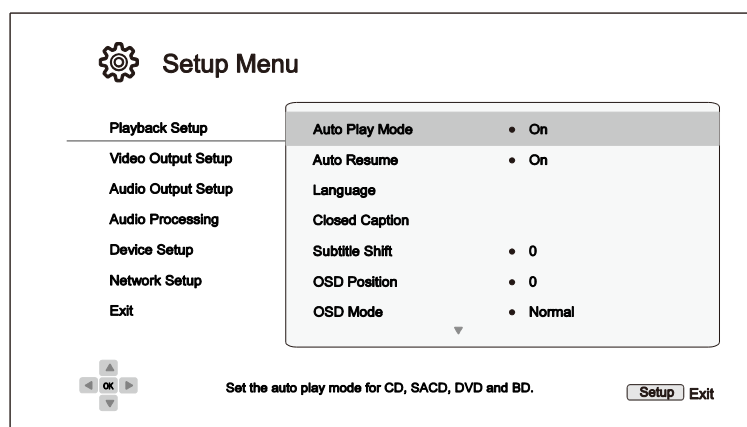 Setup Menu
Playback Setup
Video Output Setup
Audio Output Setup
Audio Processing
Device Setup
Network Setup
Exit
Auto Play Mode • On
Auto Resume • On
Language
Closed Caption
Subtitle Shift • 0
OSD Position • 0
OSD Mode • Normal
OK
Set the auto play mode for CD, SACD, DVD and BD.
Setup Exit